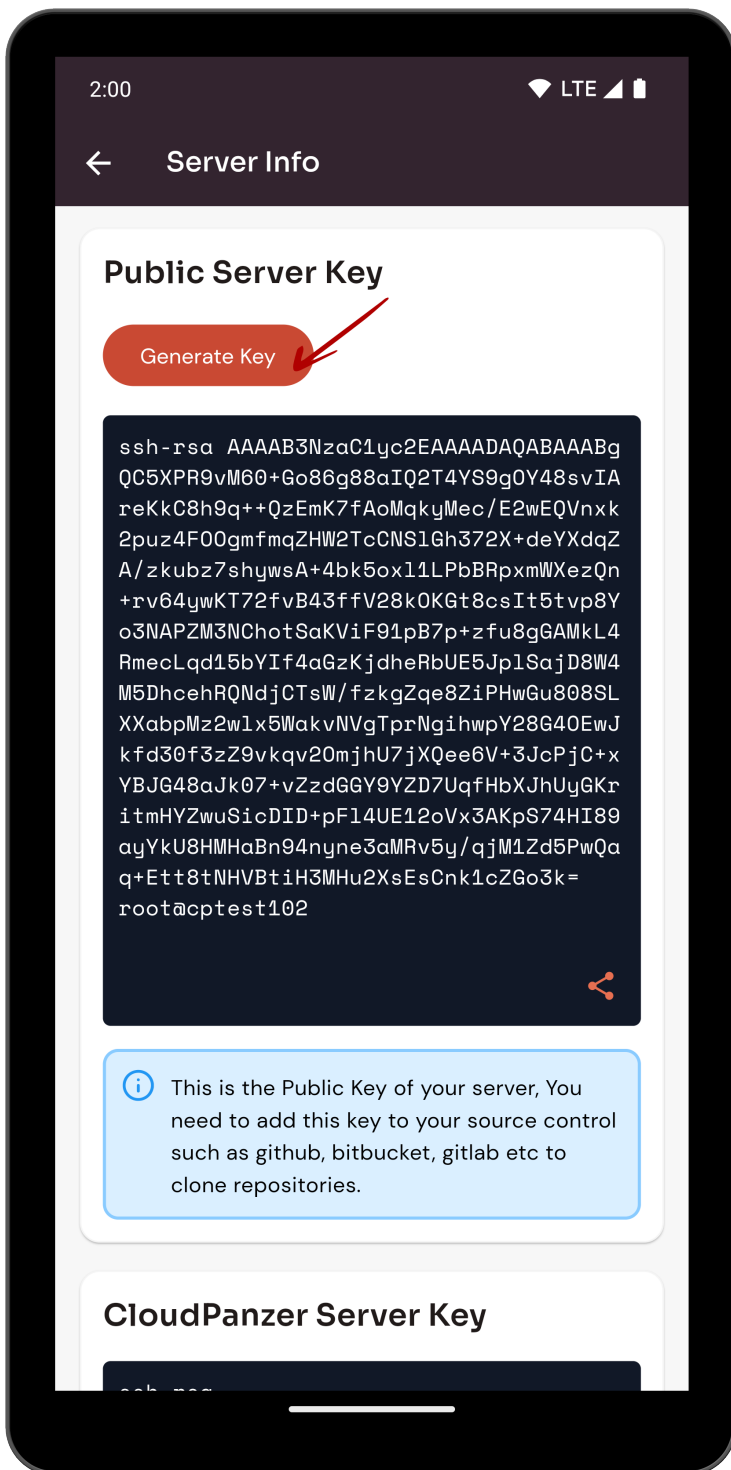 2:00
LTE
Server Info
Public Server Key
Generate Key
ssh-rsa AAAAB3NzaC1yc2EAAAADAQABAAABg
QC5XPR9vM60+Go86g88aIQ2T4YS9gOY48svIA
reKkC8h9q++QzEmK7fAoMqkyMec/E2wEQVnxk
2puz4FOOgmfmqZHW2TcCNSlGh372X+deYXdqZ
A/zkubz7shywsA+4bk5oxl1LPbBRpxmWXezQn
+rv64ywKT72fvB43ffV28kOKGt8csIt5tvp8Y
o3NAPZM3NChotSaKViF91pB7p+zfu8gGAMkL4
RmecLqd15bYIf4aGzKjdheRbUE5JplSajD8W4
M5DhcehRQNdjCTsW/fzkgZqe8ZiPHwGu808SL
XXabpMz2wlx5WakvNVgTprNgihwpY28G4OEwJ
kfd30f3zZ9vkqv2OmjhU7jXQee6V+3JcPjC+x
YBJG48aJk07+vZzdGGY9YZD7UqfHbXJhUyGKr
itmHYZwuSicDID+pFl4UE12oVx3AKpS74HI89
ayYkU8HMHaBn94nyne3aMRv5y/qjM1Zd5PwQa
q+Ett8tNHVBtiH3MHu2XsEsCnk1cZGo3k=
root@cptest102
This is the Public Key of your server, You
need to add this key to your source control
such as github, bitbucket, gitlab etc to
clone repositories.
CloudPanzer Server Key
ssh-rsa